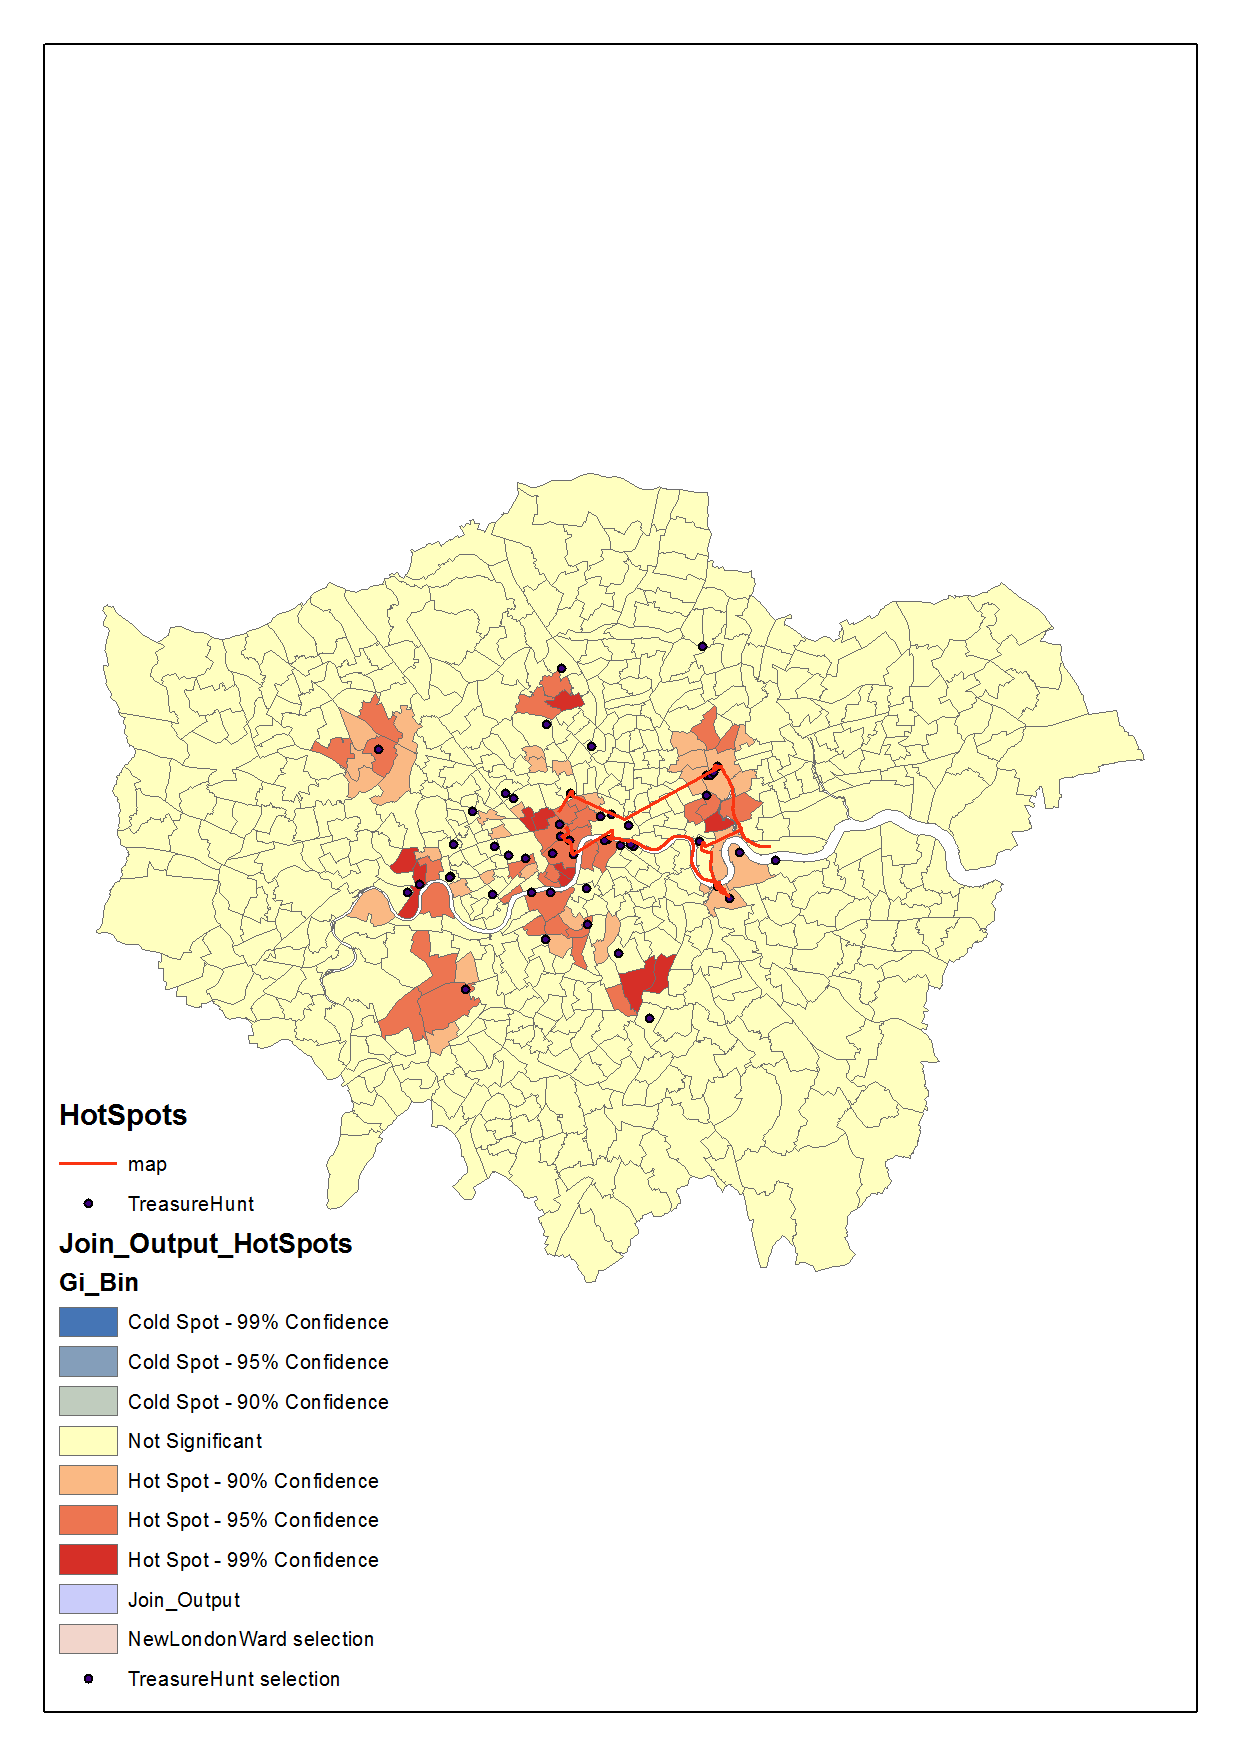 HotSpots
map
TreasureHunt
Join_Output_HotSpots
Gi_Bin
Cold Spot - 99% Confidence
Cold Spot - 95% Confidence
Cold Spot - 90% Confidence
Not Significant
Hot Spot - 90% Confidence
Hot Spot - 95% Confidence
Hot Spot - 99% Confidence
Join_Output
NewLondonWard selection
TreasureHunt selection